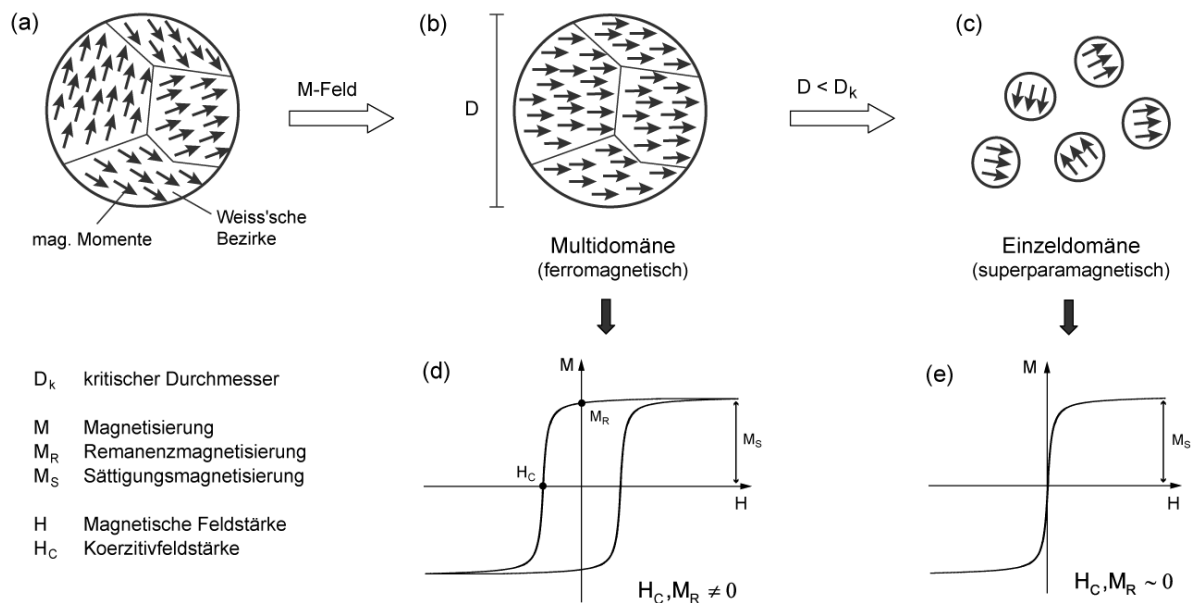 (a)
M-Feld
mag. Momente
Weiss'sche
Bezirke
(b)
D
D < Dk
Multidomäne
(ferromagnetisch)
(c)
Einzeldomäne
(superparamagnetisch)
Dk kritischer Durchmesser
M Magnetisierung
MR Remanenzmagnetisierung
MS Sättigungsmagnetisierung
H Magnetische Feldstärke
HC Koerzitivfeldstärke
(d)
M
MR
MS
HC
H
HC,MR ≠ 0
(e)
M
MS
H
HC,MR ~ 0